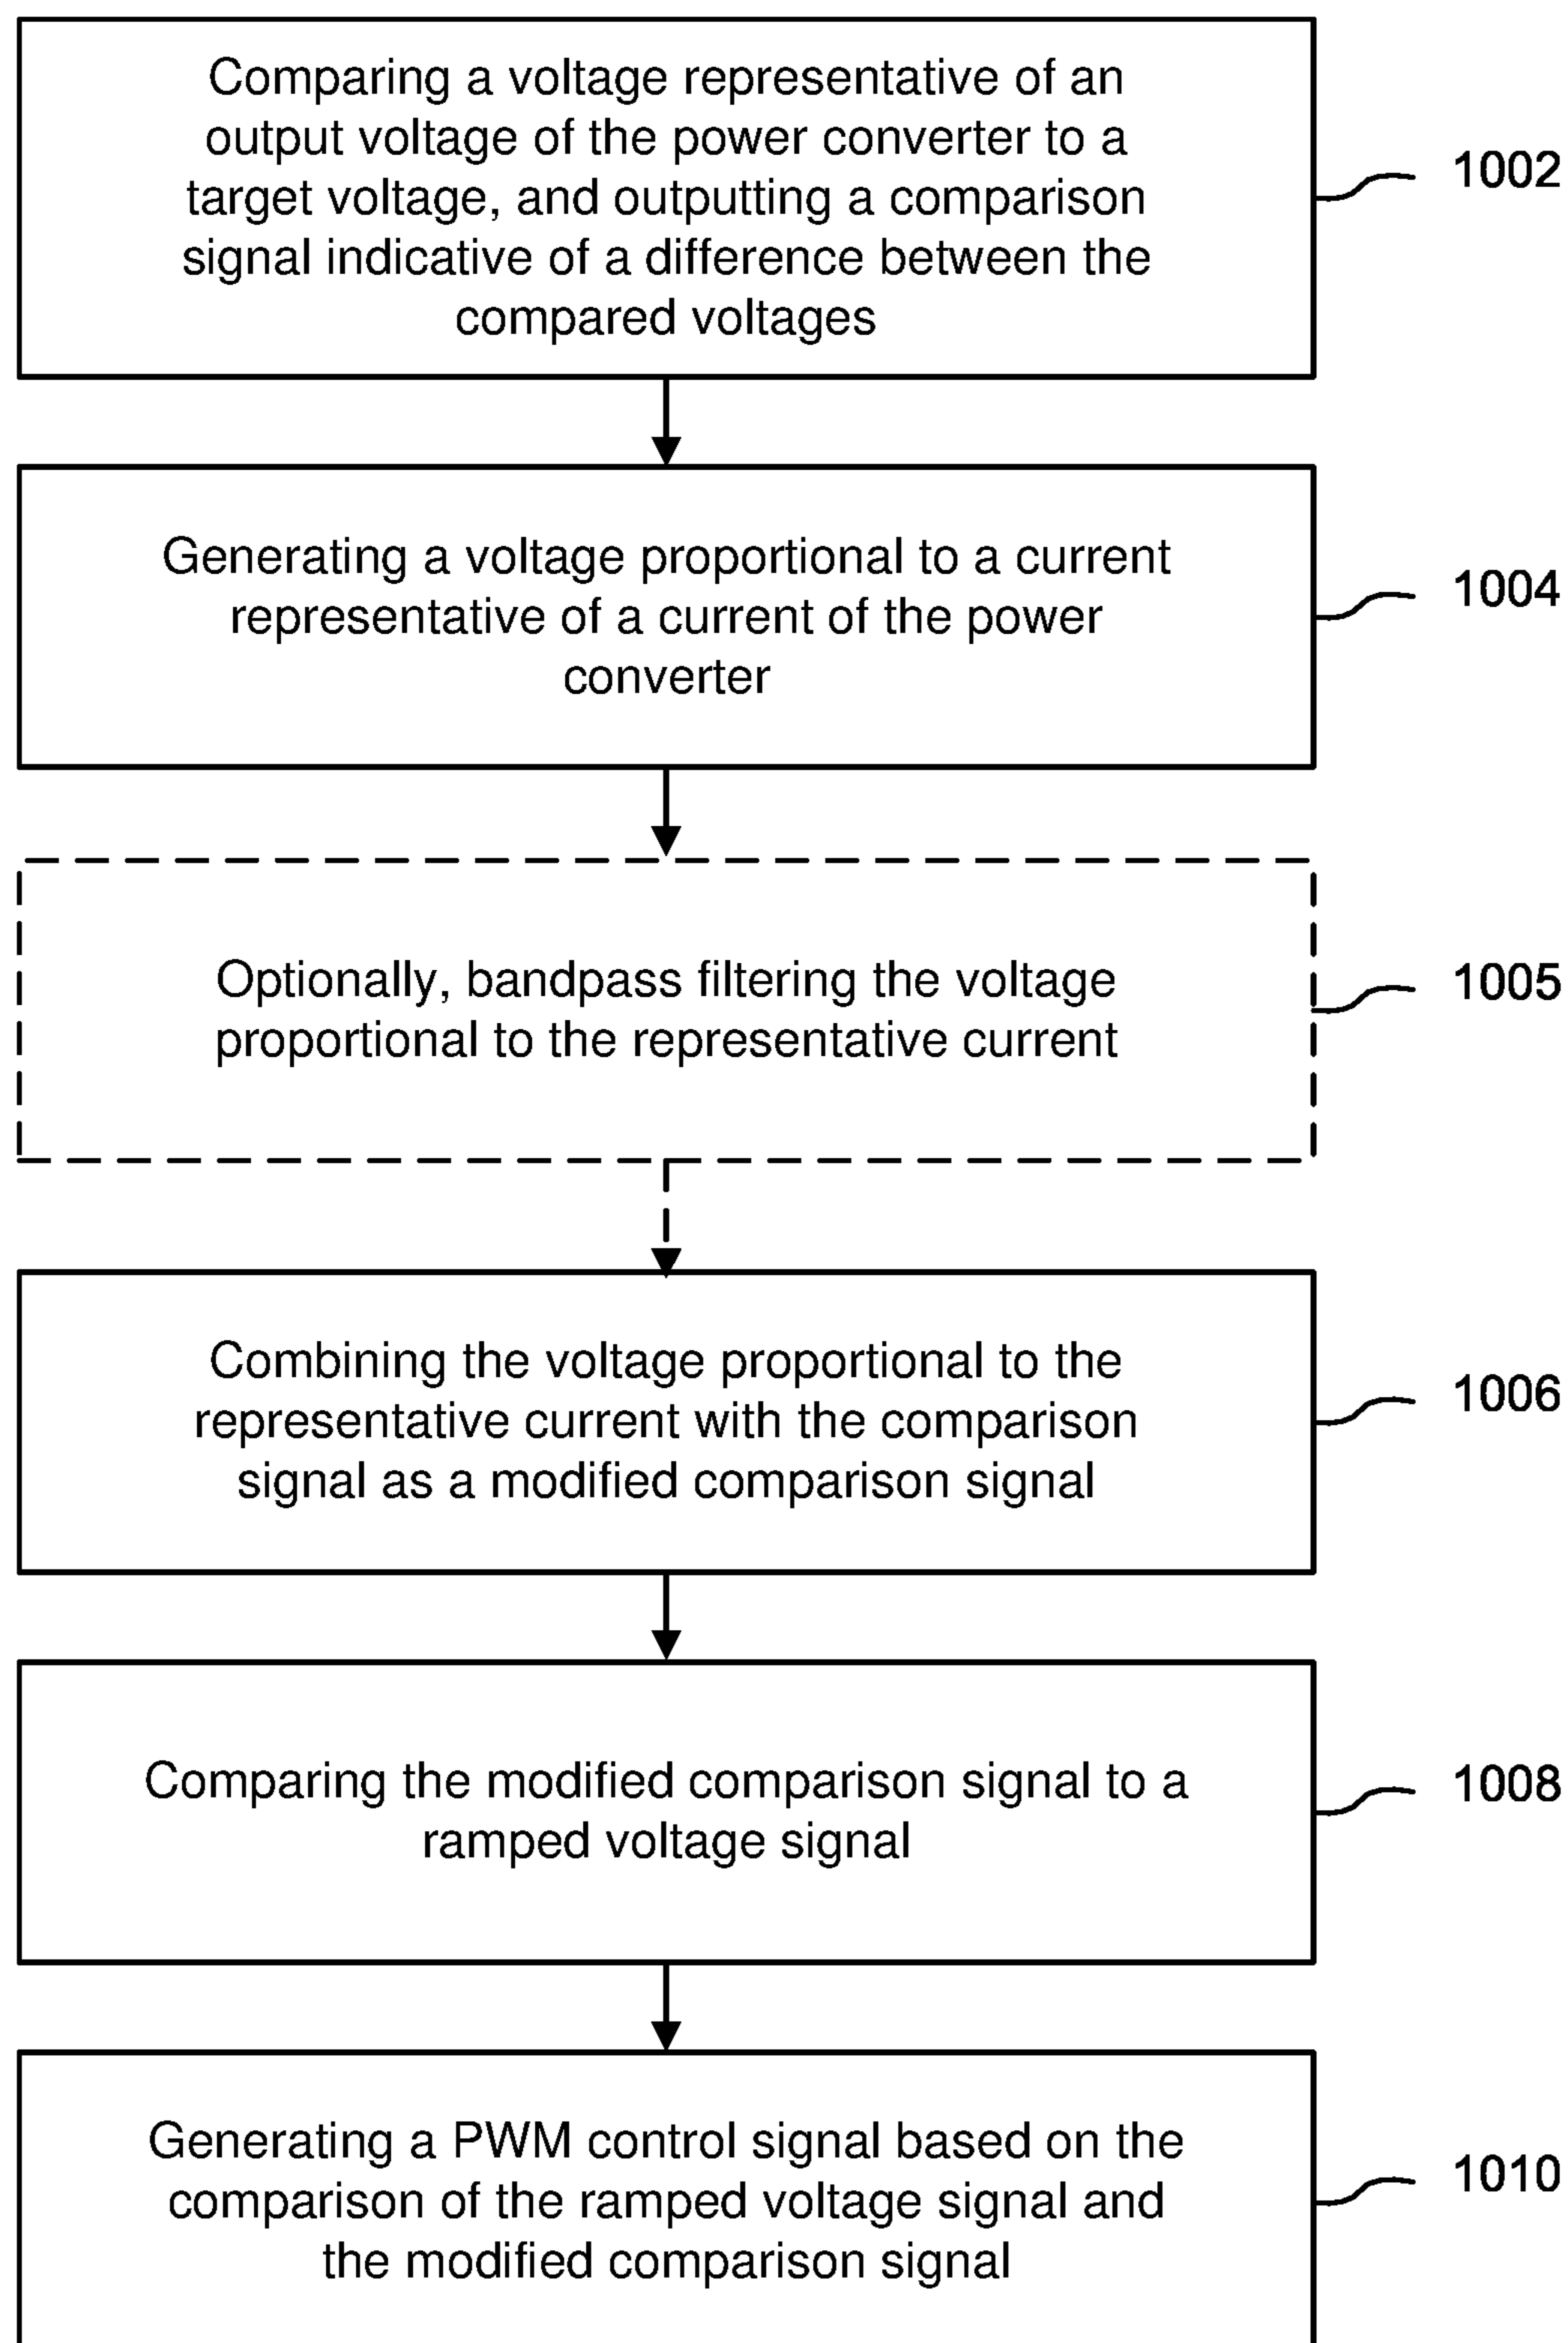 Comparing a voltage representative of an
output voltage of the power converter to a
target voltage, and outputting a comparison
signal indicative of a difference between the
compared voltages
1002
Generating a voltage proportional to a current
representative of a current of the power
converter
1004
Optionally, bandpass filtering the voltage
proportional to the representative current
1005
Combining the voltage proportional to the
representative current with the comparison
signal as a modified comparison signal
1006
Comparing the modified comparison signal to a
ramped voltage signal
1008
Generating a PWM control signal based on the
comparison of the ramped voltage signal and
the modified comparison signal
1010